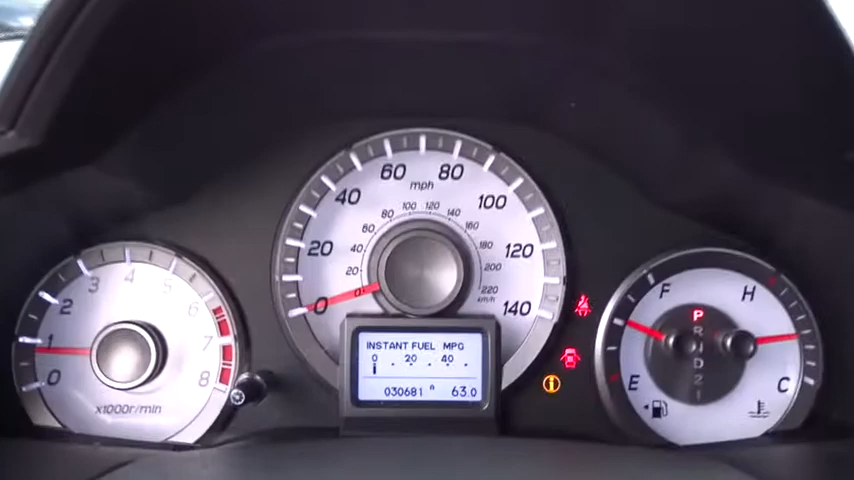 0 1 2 3 4 5 6 7 8
x1000r/min
0 20 40 60 80 100 120 140
mph
20 40 60 80 100 120 140 160 180 200 220
km/h
INSTANT FUEL MPG
0 20 40
030681 A 63.0
F H
P
R
N
D
2
1
E C